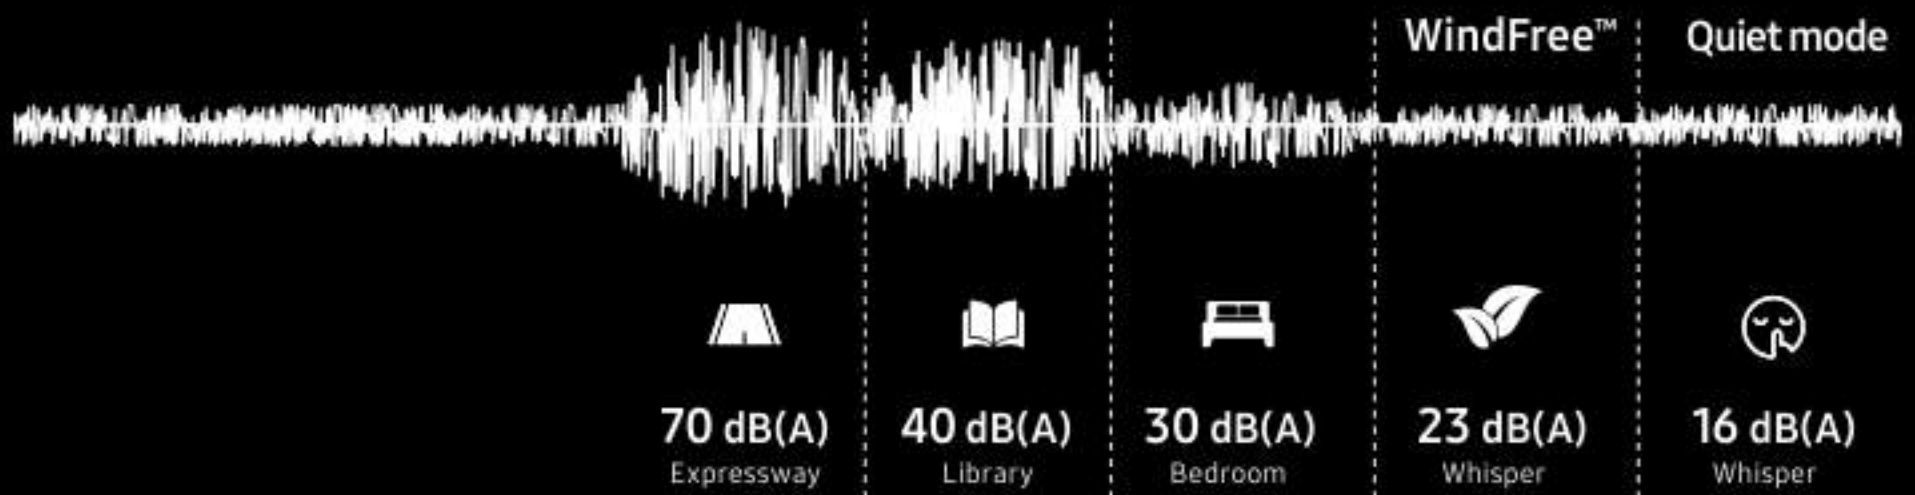 WindFree™
Quiet mode
70 dB(A)
Expressway
40 dB(A)
Library
30 dB(A)
Bedroom
23 dB(A)
Whisper
16 dB(A)
Whisper